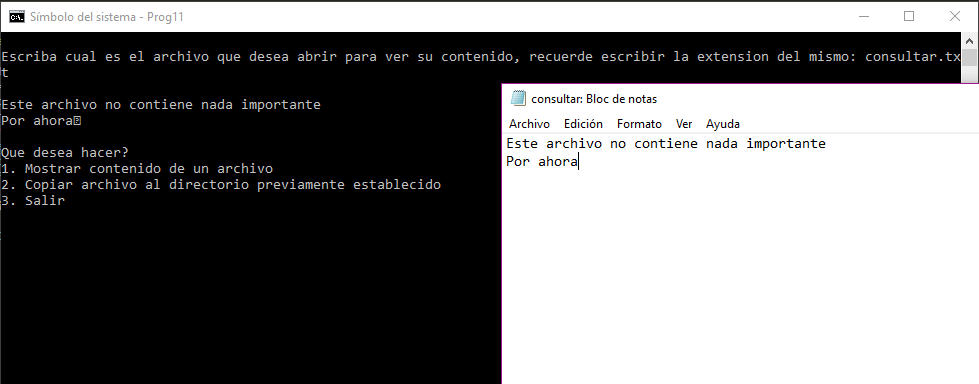 Símbolo del sistema - Prog11
Escriba cual es el archivo que desea abrir para ver su contenido, recuerde escribir la extension del mismo: consultar.tx
t
Este archivo no contiene nada importante
Por ahora
Que desea hacer?
1. Mostrar contenido de un archivo
2. Copiar archivo al directorio previamente establecido
3. Salir
consultar: Bloc de notas
Archivo Edición Formato Ver Ayuda
Este archivo no contiene nada importante
Por ahora